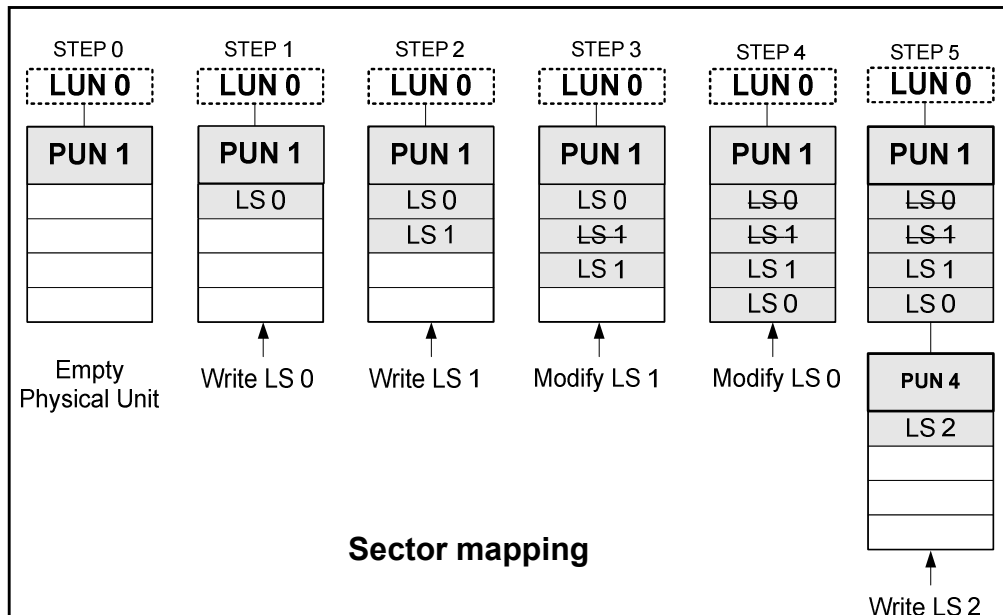 STEP 0 STEP 1 STEP 2 STEP 3 STEP 4 STEP 5
LUN 0 LUN 0 LUN 0 LUN 0 LUN 0 LUN 0
PUN 1 PUN 1 PUN 1 PUN 1 PUN 1 PUN 1
LS 0 LS 0 LS 0 LS 0 LS 0
LS 1 LS 1 LS 1 LS 1
LS 1 LS 1 LS 1
LS 0 LS 0
Empty
Physical Unit
Write LS 0 Write LS 1 Modify LS 1 Modify LS 0
PUN 4
LS 2
Sector mapping
Write LS 2